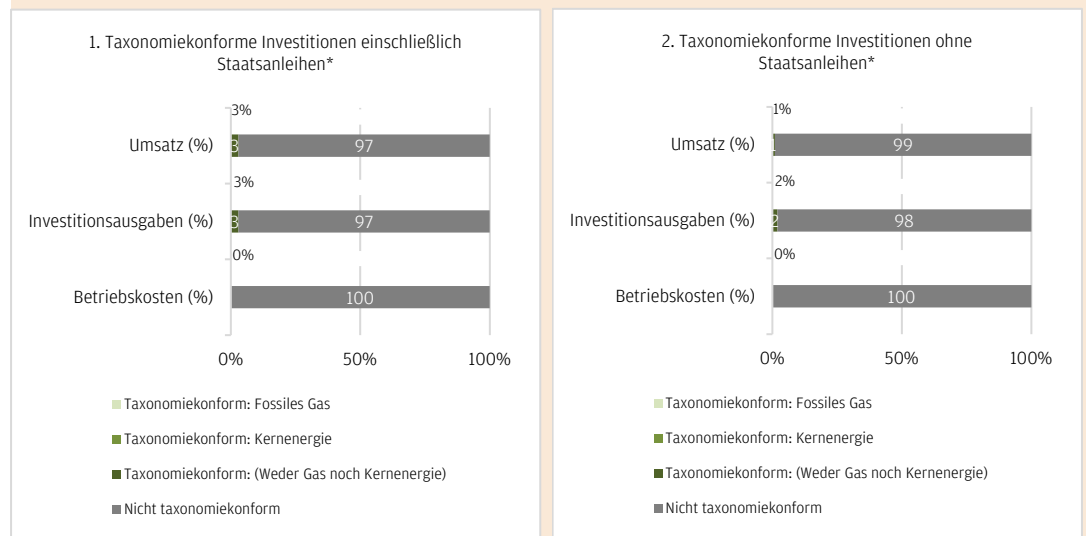 1. Taxonomiekonforme Investitionen einschließlich
Staatsanleihen*
3%
Umsatz (%)
3 97
3%
Investitionsausgaben (%)
3 97
0%
Betriebskosten (%)
100
0% 50% 100%
Taxonomiekonform: Fossiles Gas
Taxonomiekonform: Kernenergie
Taxonomiekonform: (Weder Gas noch Kernenergie)
Nicht taxonomiekonform
2. Taxonomiekonforme Investitionen ohne
Staatsanleihen*
1%
Umsatz (%)
1 99
2%
Investitionsausgaben (%)
2 98
0%
Betriebskosten (%)
100
0% 50% 100%
Taxonomiekonform: Fossiles Gas
Taxonomiekonform: Kernenergie
Taxonomiekonform: (Weder Gas noch Kernenergie)
Nicht taxonomiekonform